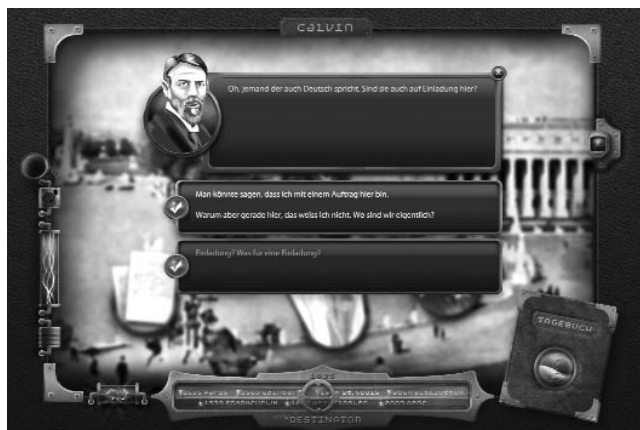 CALVIN
Oh, jemand der auch Deutsch spricht. Sind sie auch auf Einladung hier?
Man könnte sagen, dass ich mit einem Auftrag hier bin.
Warum aber gerade hier, das weiss ich nicht. Wo sind wir eigentlich?
Einladung? Was für eine Einladung?
TAGEBUCH
DESTINATOR